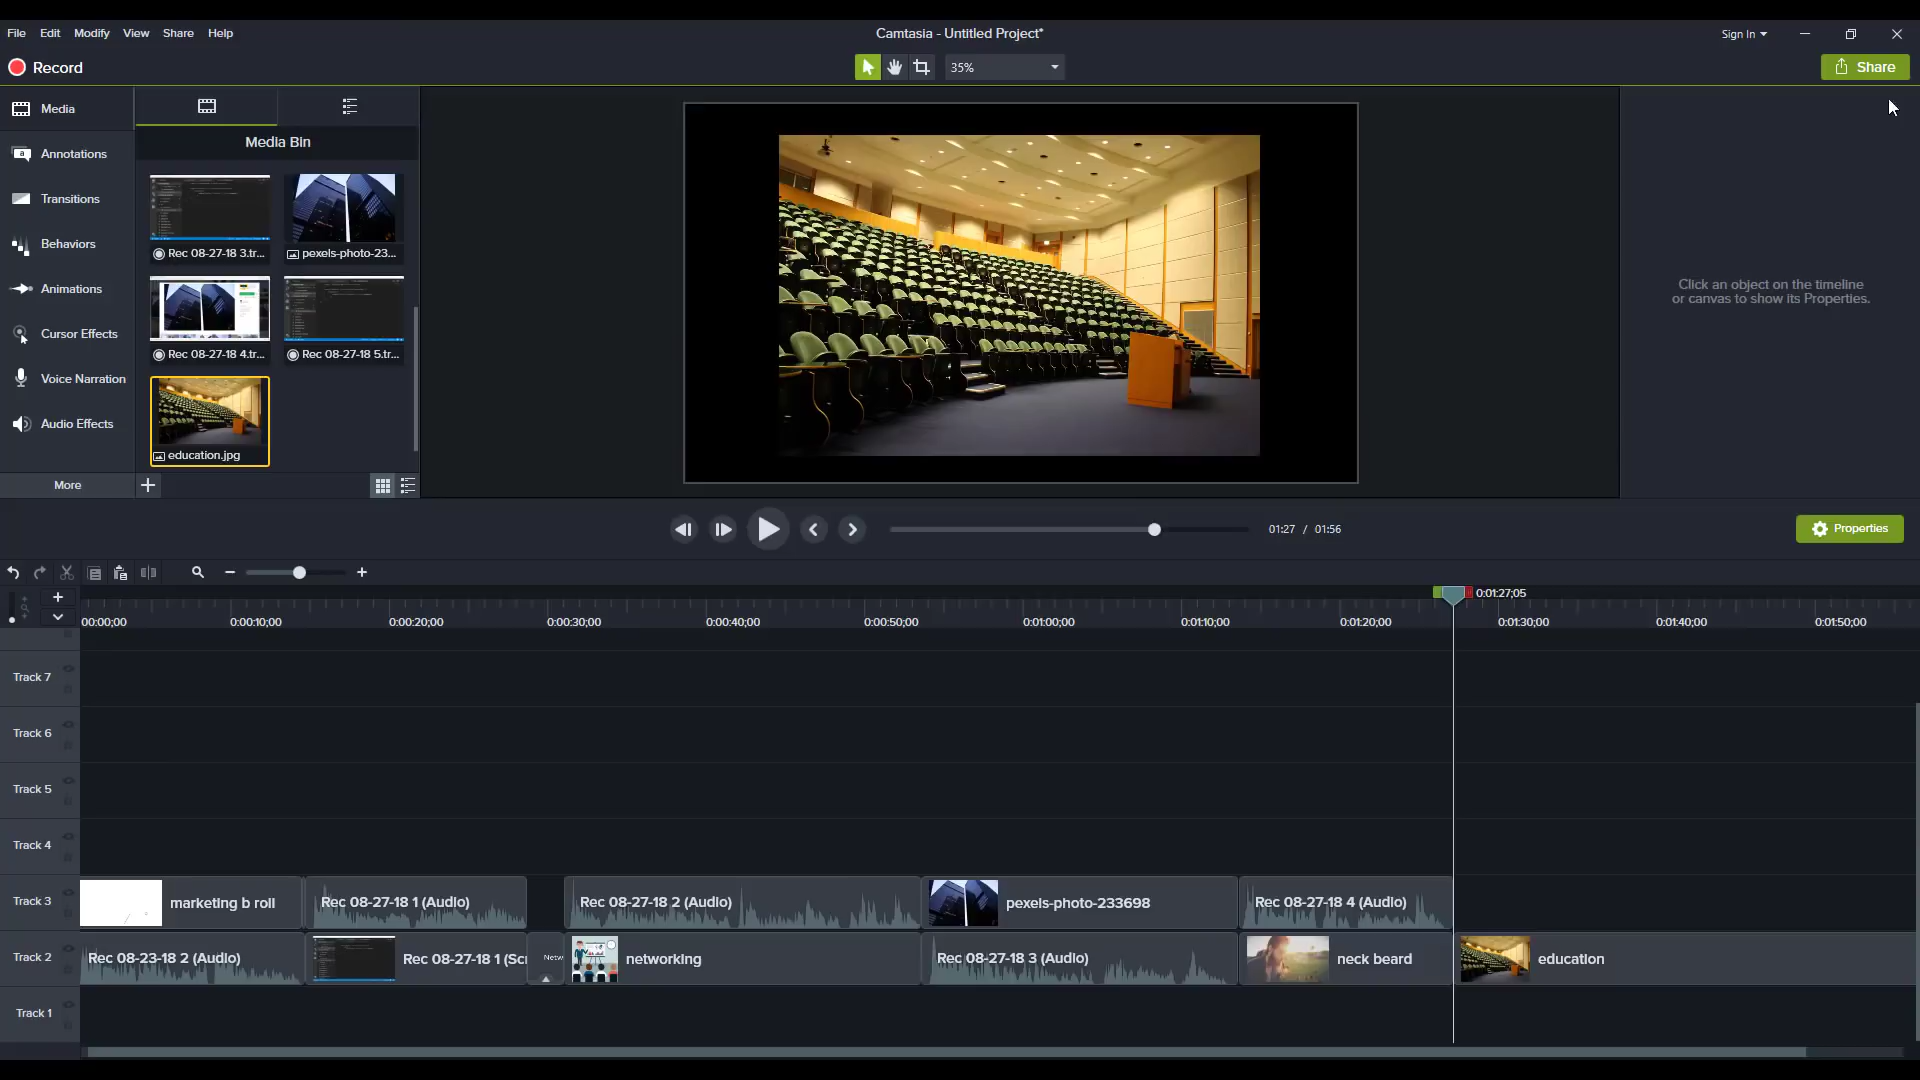 File Edit Modify View Share Help
Camtasia - Untitled Project*
Sign In
Record
35%
Share
Media
Annotations
Transitions
Behaviors
Animations
Cursor Effects
Voice Narration
Audio Effects
More
Media Bin
Rec 08-27-18 3.tr...
pexels-photo-23...
Rec 08-27-18 4.tr...
Rec 08-27-18 5.tr...
education.jpg
Click an object on the timeline
or canvas to show its Properties.
01:27 / 01:56
Properties
0:01:27;05
00:00;00 0:00:10;00 0:00:20;00 0:00:30;00 0:00:40;00 0:00:50;00 0:01:00;00 0:01:10;00 0:01:20;00 0:01:30;00 0:01:40;00 0:01:50;00
Track 7
Track 6
Track 5
Track 4
Track 3
marketing b roll
Rec 08-27-18 1 (Audio)
Rec 08-27-18 2 (Audio)
pexels-photo-233698
Rec 08-27-18 4 (Audio)
Track 2
Rec 08-23-18 2 (Audio)
Rec 08-27-18 1 (Scr
Netw
networking
Rec 08-27-18 3 (Audio)
neck beard
education
Track 1